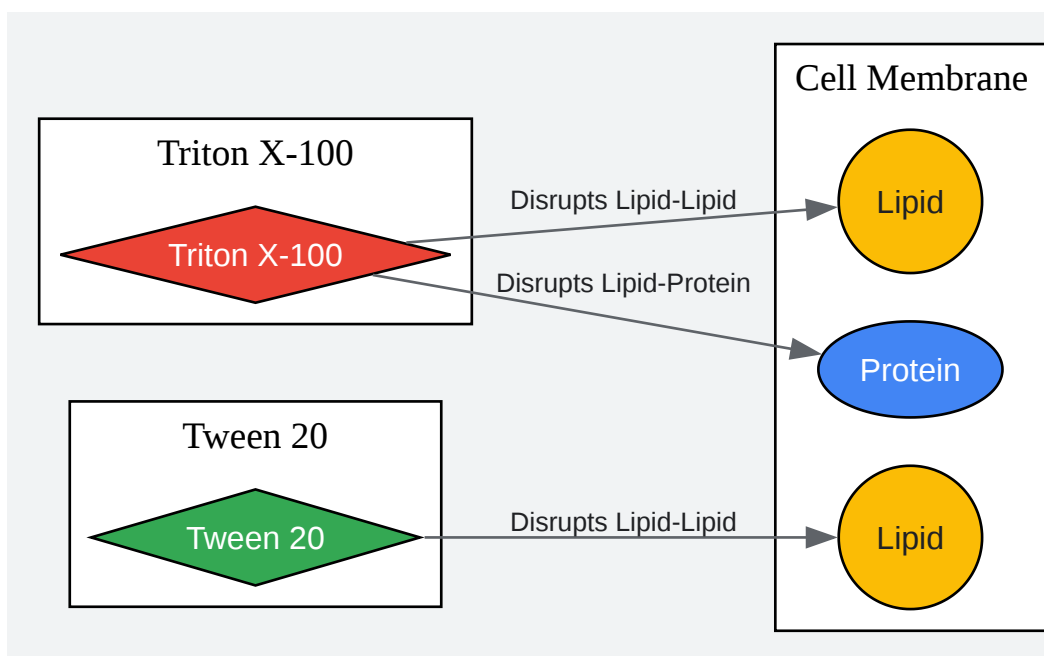 Cell Membrane
Triton X-100
Disrupts Lipid-Lipid
Lipid
Triton X-100
Disrupts Lipid-Protein
Protein
Tween 20
Disrupts Lipid-Lipid
Tween 20
Lipid